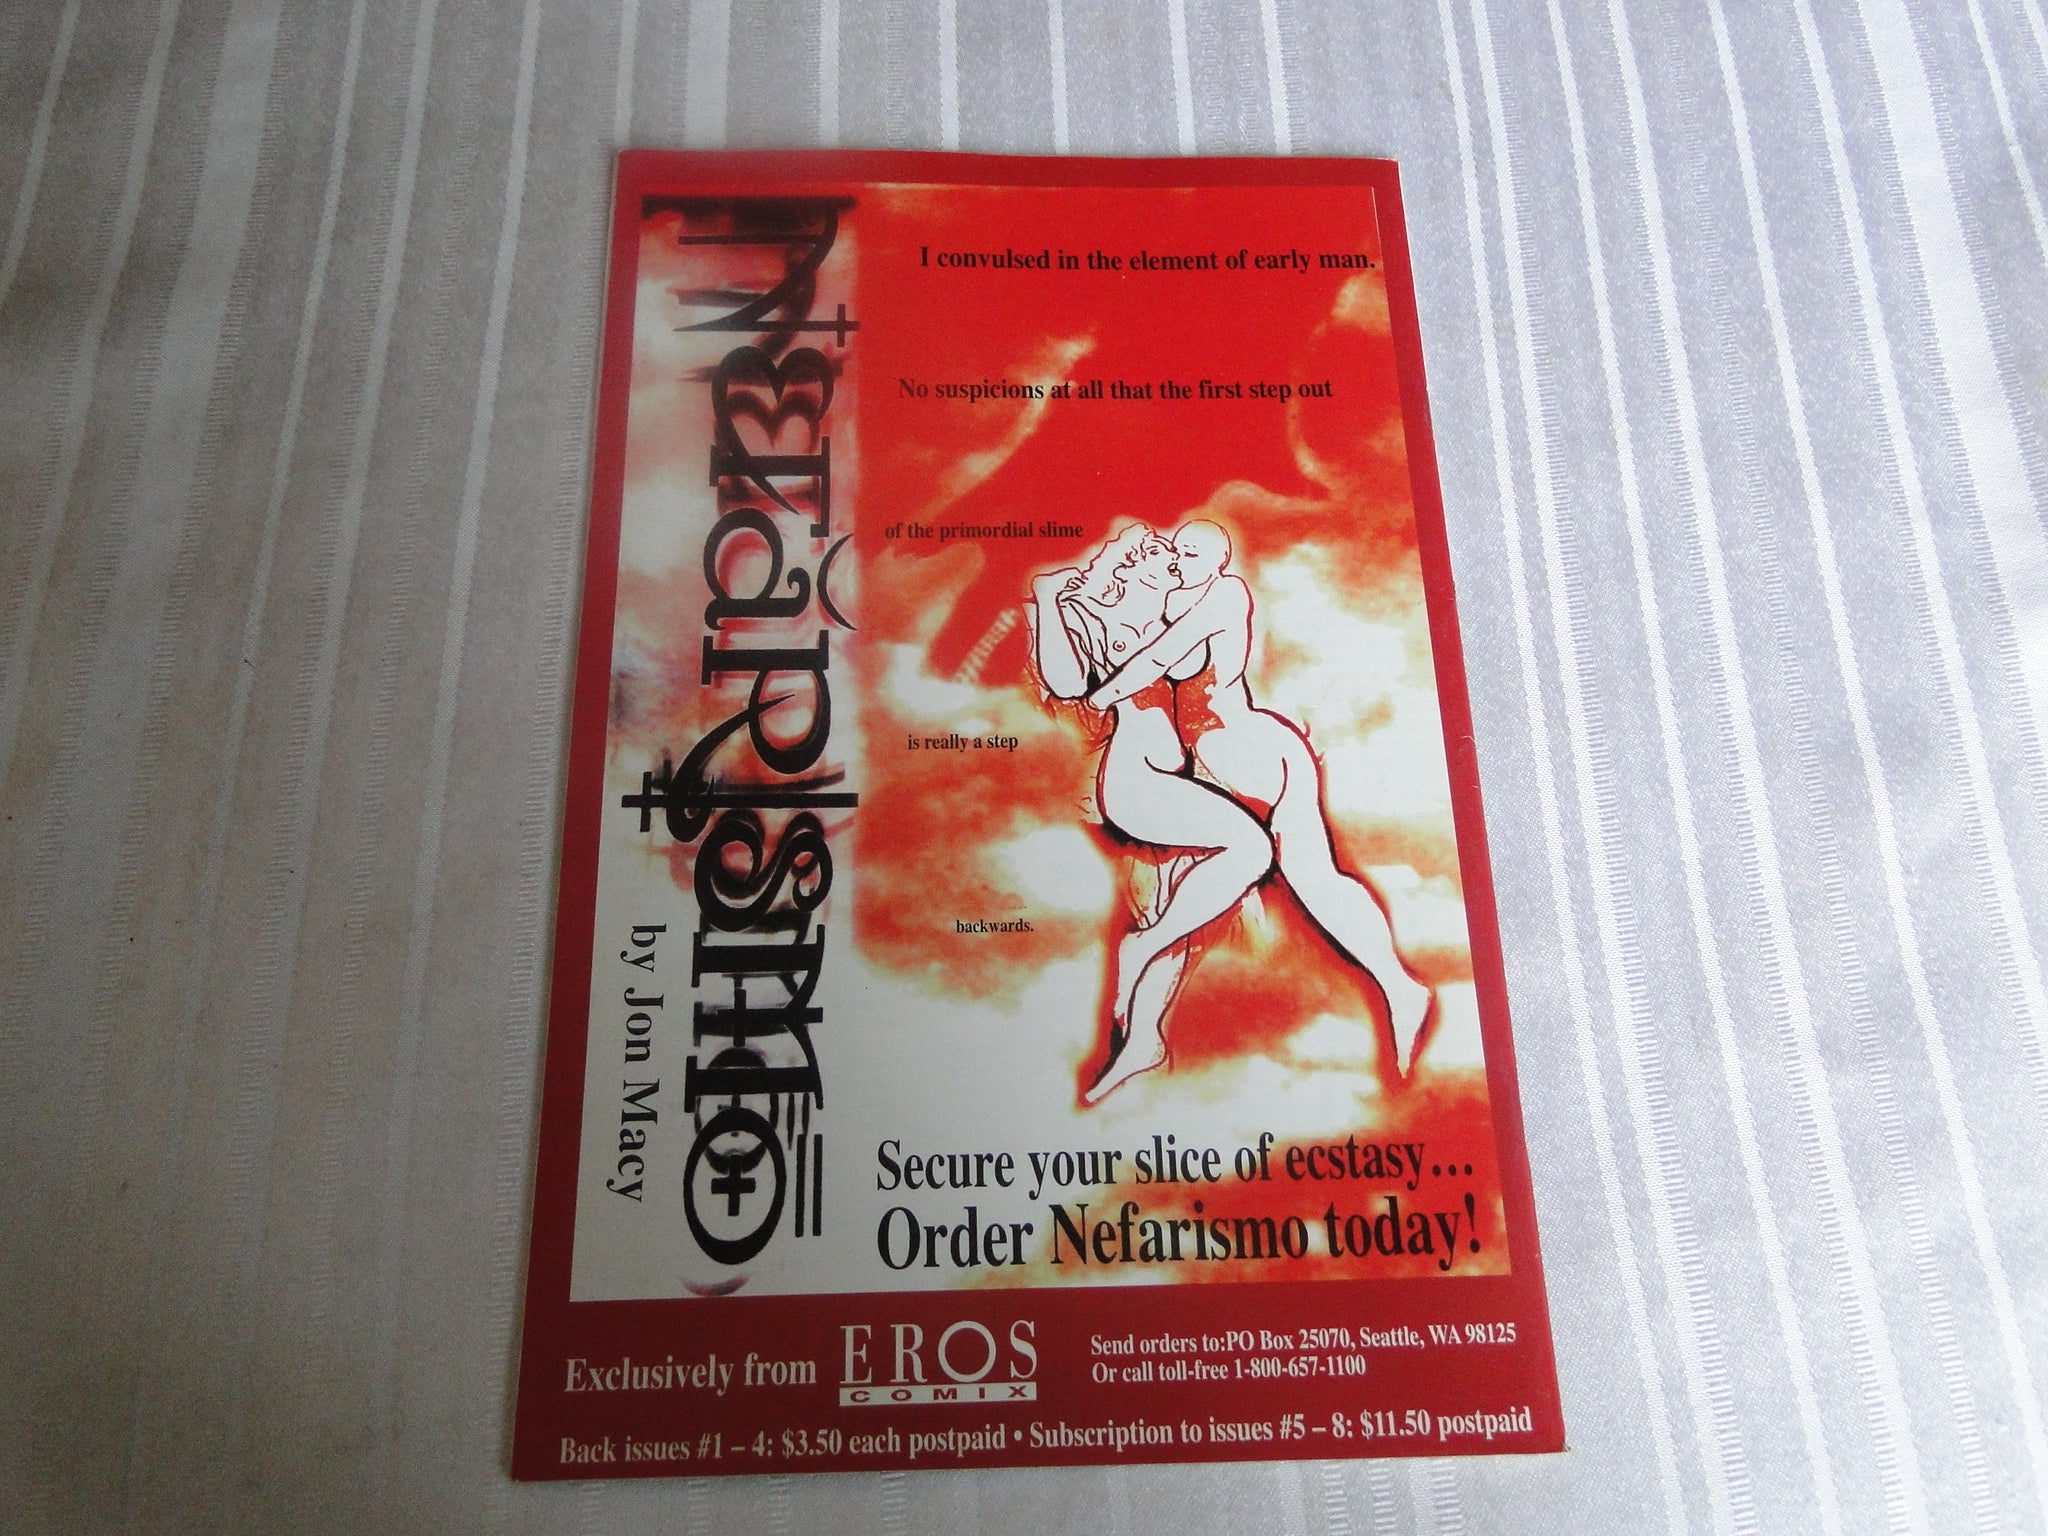 NEFARISMO
by Jon Macy
I convulsed in the element of early man.
No suspicions at all that the first step out
of the primordial slime
is really a step
backwards.
Secure your slice of ecstasy...
Order Nefarismo today!
Exclusively from
EROS
COMIX
Send orders to:PO Box 25070, Seattle, WA 98125
Or call toll-free 1-800-657-1100
Back issues #1 – 4: $3.50 each postpaid • Subscription to issues #5 – 8: $11.50 postpaid